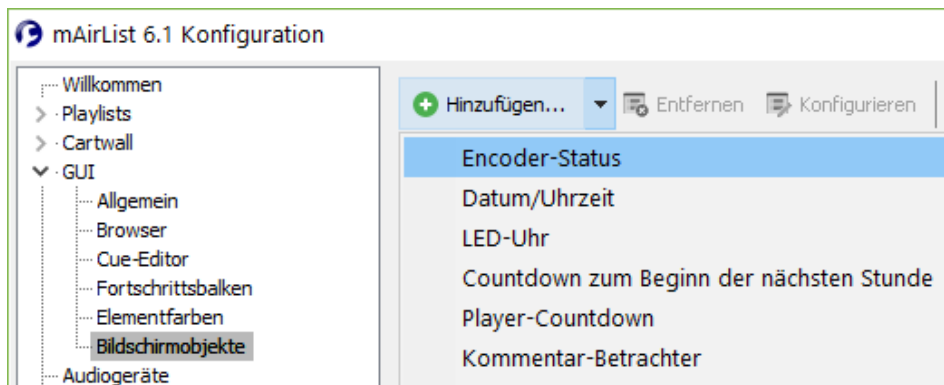 mAirList 6.1 Konfiguration
Willkommen
Playlists
Cartwall
GUI
Allgemein
Browser
Cue-Editor
Fortschrittsbalken
Elementfarben
Bildschirmobjekte
Audiogeräte
Hinzufügen... Entfernen Konfigurieren
Encoder-Status
Datum/Uhrzeit
LED-Uhr
Countdown zum Beginn der nächsten Stunde
Player-Countdown
Kommentar-Betrachter